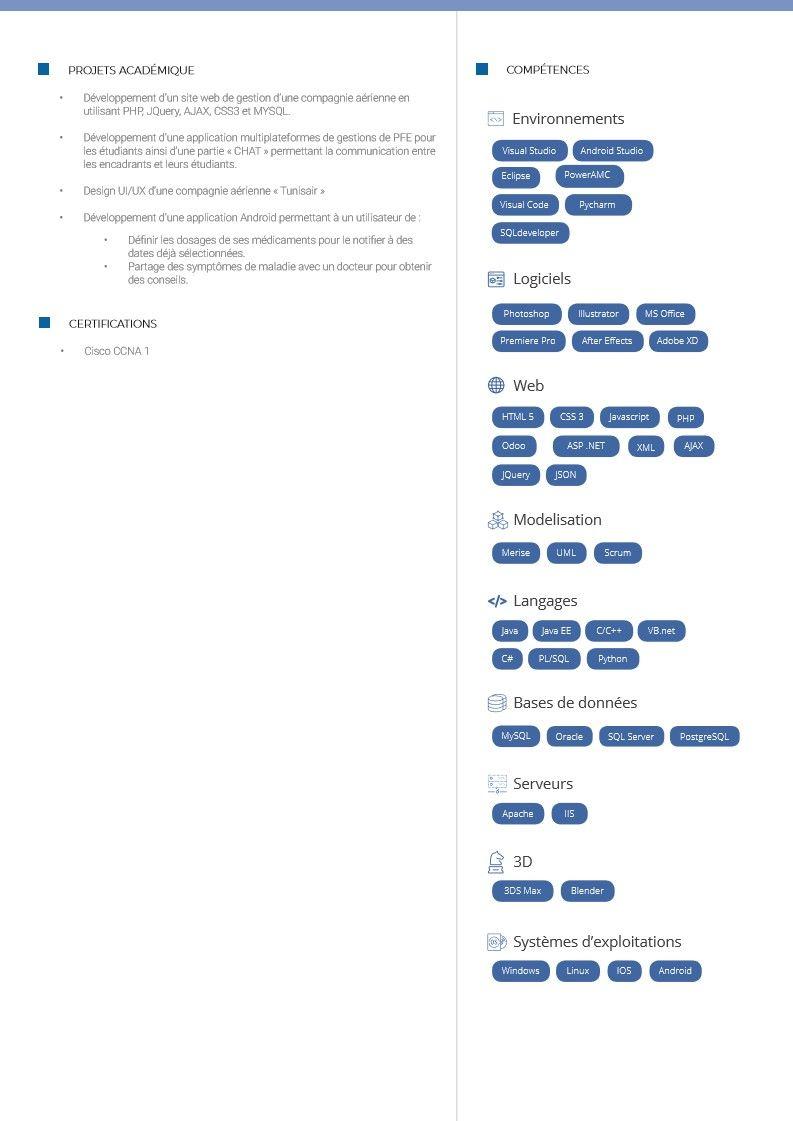 PROJETS ACADÉMIQUE
• Développement d'un site web de gestion d'une compagnie aérienne en
utilisant PHP, JQuery, AJAX, CSS3 et MYSQL.
• Développement d'une application multiplateformes de gestions de PFE pour
les étudiants ainsi d'une partie « CHAT » permettant la communication entre
les encadrants et leurs étudiants.
• Design UI/UX d'une compagnie aérienne « Tunisair »
• Développement d'une application Android permettant à un utilisateur de :
• Définir les dosages de ses médicaments pour le notifier à des
dates déjà sélectionnées.
• Partage des symptômes de maladie avec un docteur pour obtenir
des conseils.
CERTIFICATIONS
• Cisco CCNA 1
COMPÉTENCES
Environnements
Visual Studio Android Studio
Eclipse PowerAMC
Visual Code Pycharm
SQLdeveloper
Logiciels
Photoshop Illustrator MS Office
Premiere Pro After Effects Adobe XD
Web
HTML 5 CSS 3 Javascript PHP
Odoo ASP .NET XML AJAX
JQuery JSON
Modelisation
Merise UML Scrum
</> Langages
Java Java EE C/C++ VB.net
C# PL/SQL Python
Bases de données
MySQL Oracle SQL Server PostgreSQL
Serveurs
Apache IIS
3D
3DS Max Blender
Systèmes d'exploitations
Windows Linux IOS Android